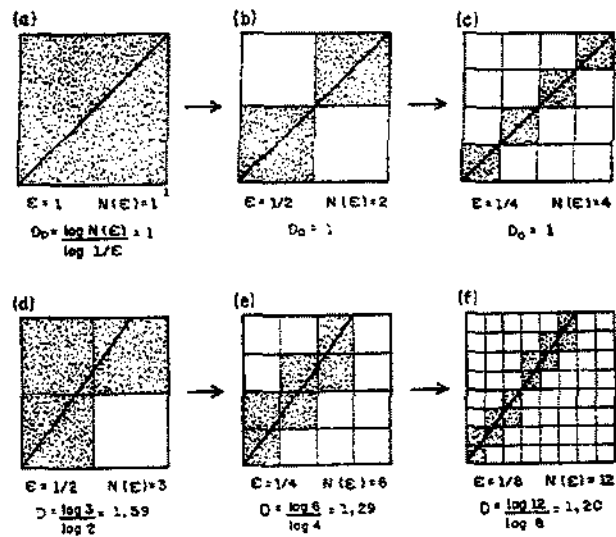 (a) (b) (c)
ε = 1 N(ε)=1
D₀ = log N(ε) / log 1/ε = 1
ε = 1/2 N(ε)=2
D₀ = 1
ε = 1/4 N(ε)=4
D₀ = 1
(d) (e) (f)
ε = 1/2 N(ε)=3
D = log 3 / log 2 = 1,59
ε = 1/4 N(ε)=6
D = log 6 / log 4 = 1,29
ε = 1/8 N(ε)=12
D = log 12 / log 8 = 1,20